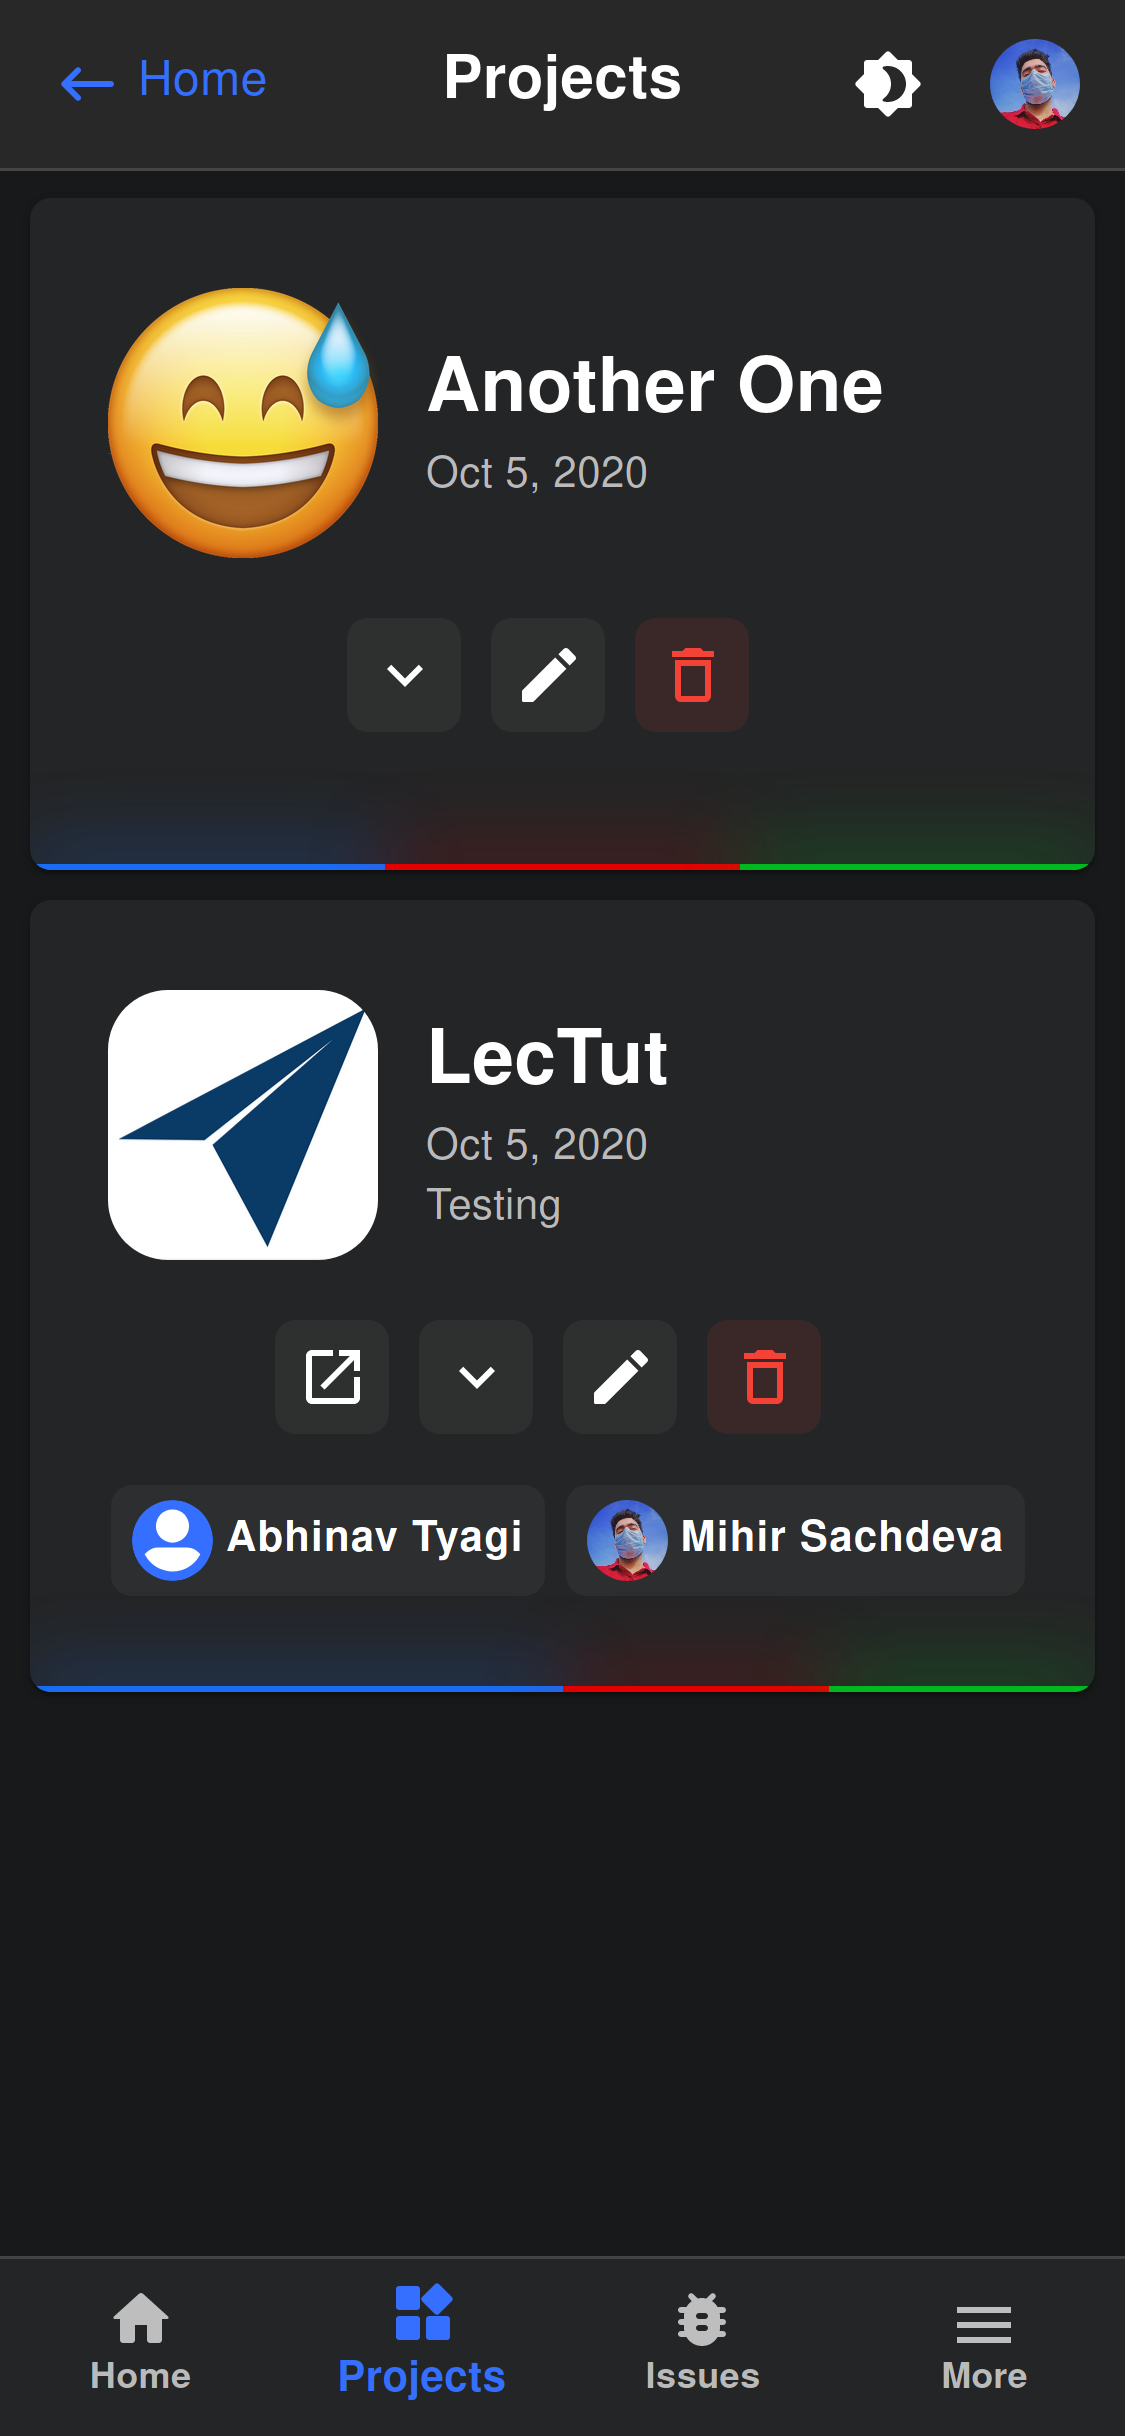 Home
Projects
Another One
Oct 5, 2020
LecTut
Oct 5, 2020
Testing
Abhinav Tyagi
Mihir Sachdeva
Home
Projects
Issues
More